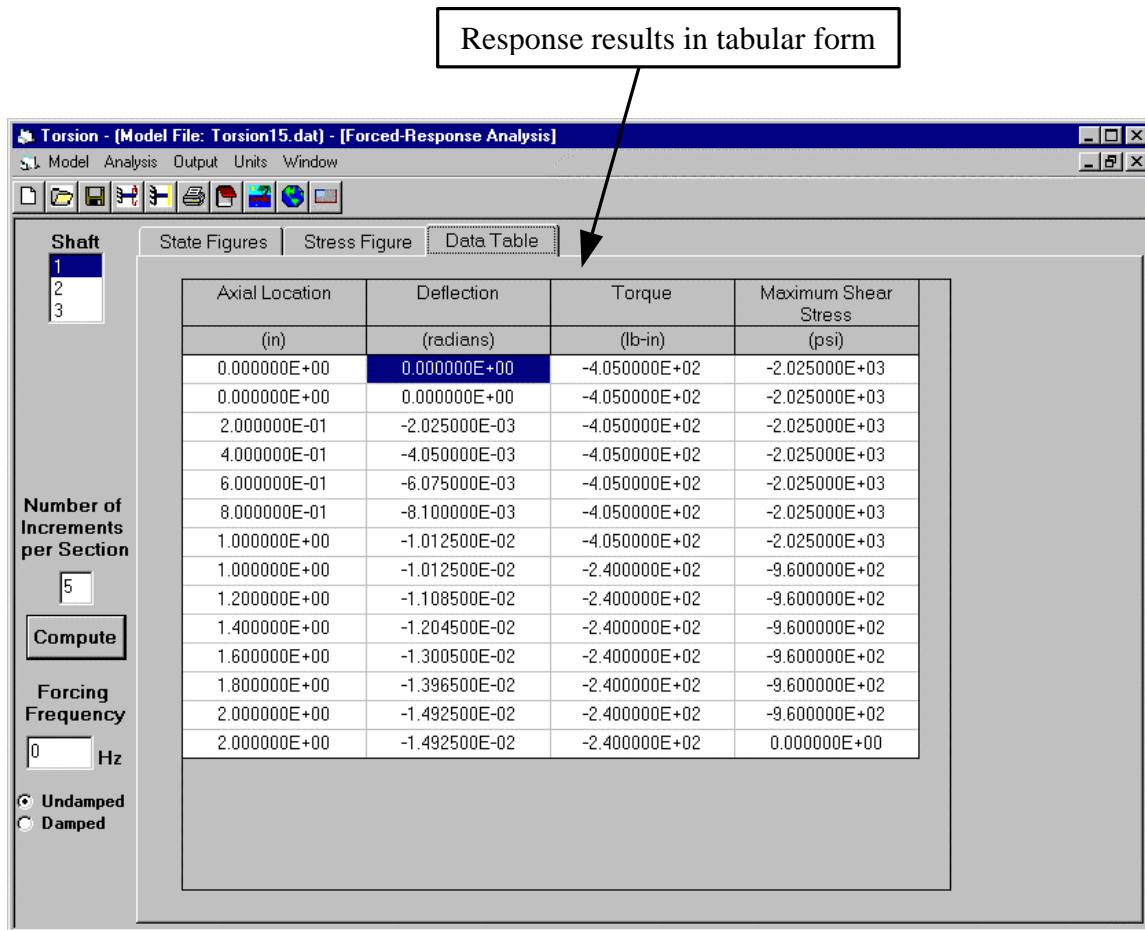 Response results in tabular form
Torsion - (Model File: Torsion15.dat) - [Forced-Response Analysis]
Model Analysis Output Units Window
Shaft
1
2
3
State Figures Stress Figure Data Table
Axial Location Deflection Torque Maximum Shear
Stress
(in) (radians) (lb-in) (psi)
0.000000E+00 0.000000E+00 -4.050000E+02 -2.025000E+03
0.000000E+00 0.000000E+00 -4.050000E+02 -2.025000E+03
2.000000E-01 -2.025000E-03 -4.050000E+02 -2.025000E+03
4.000000E-01 -4.050000E-03 -4.050000E+02 -2.025000E+03
6.000000E-01 -6.075000E-03 -4.050000E+02 -2.025000E+03
8.000000E-01 -8.100000E-03 -4.050000E+02 -2.025000E+03
1.000000E+00 -1.012500E-02 -4.050000E+02 -2.025000E+03
1.000000E+00 -1.012500E-02 -2.400000E+02 -9.600000E+02
1.200000E+00 -1.108500E-02 -2.400000E+02 -9.600000E+02
1.400000E+00 -1.204500E-02 -2.400000E+02 -9.600000E+02
1.600000E+00 -1.300500E-02 -2.400000E+02 -9.600000E+02
1.800000E+00 -1.396500E-02 -2.400000E+02 -9.600000E+02
2.000000E+00 -1.492500E-02 -2.400000E+02 -9.600000E+02
2.000000E+00 -1.492500E-02 -2.400000E+02 0.000000E+00
Number of
Increments
per Section
5
Compute
Forcing
Frequency
0 Hz
Undamped
Damped